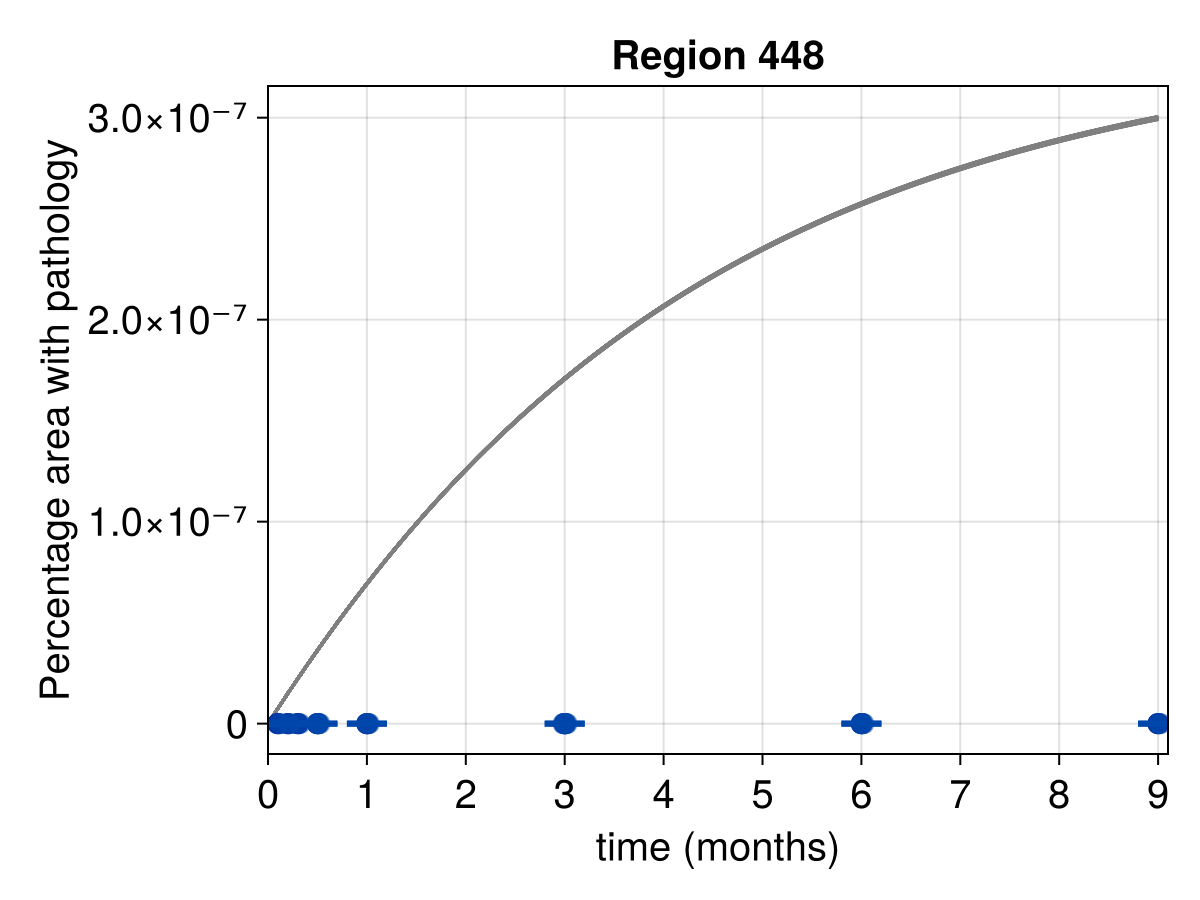 Region 448
Percentage area with pathology
3.0×10⁻⁷
2.0×10⁻⁷
1.0×10⁻⁷
0
0 1 2 3 4 5 6 7 8 9
time (months)